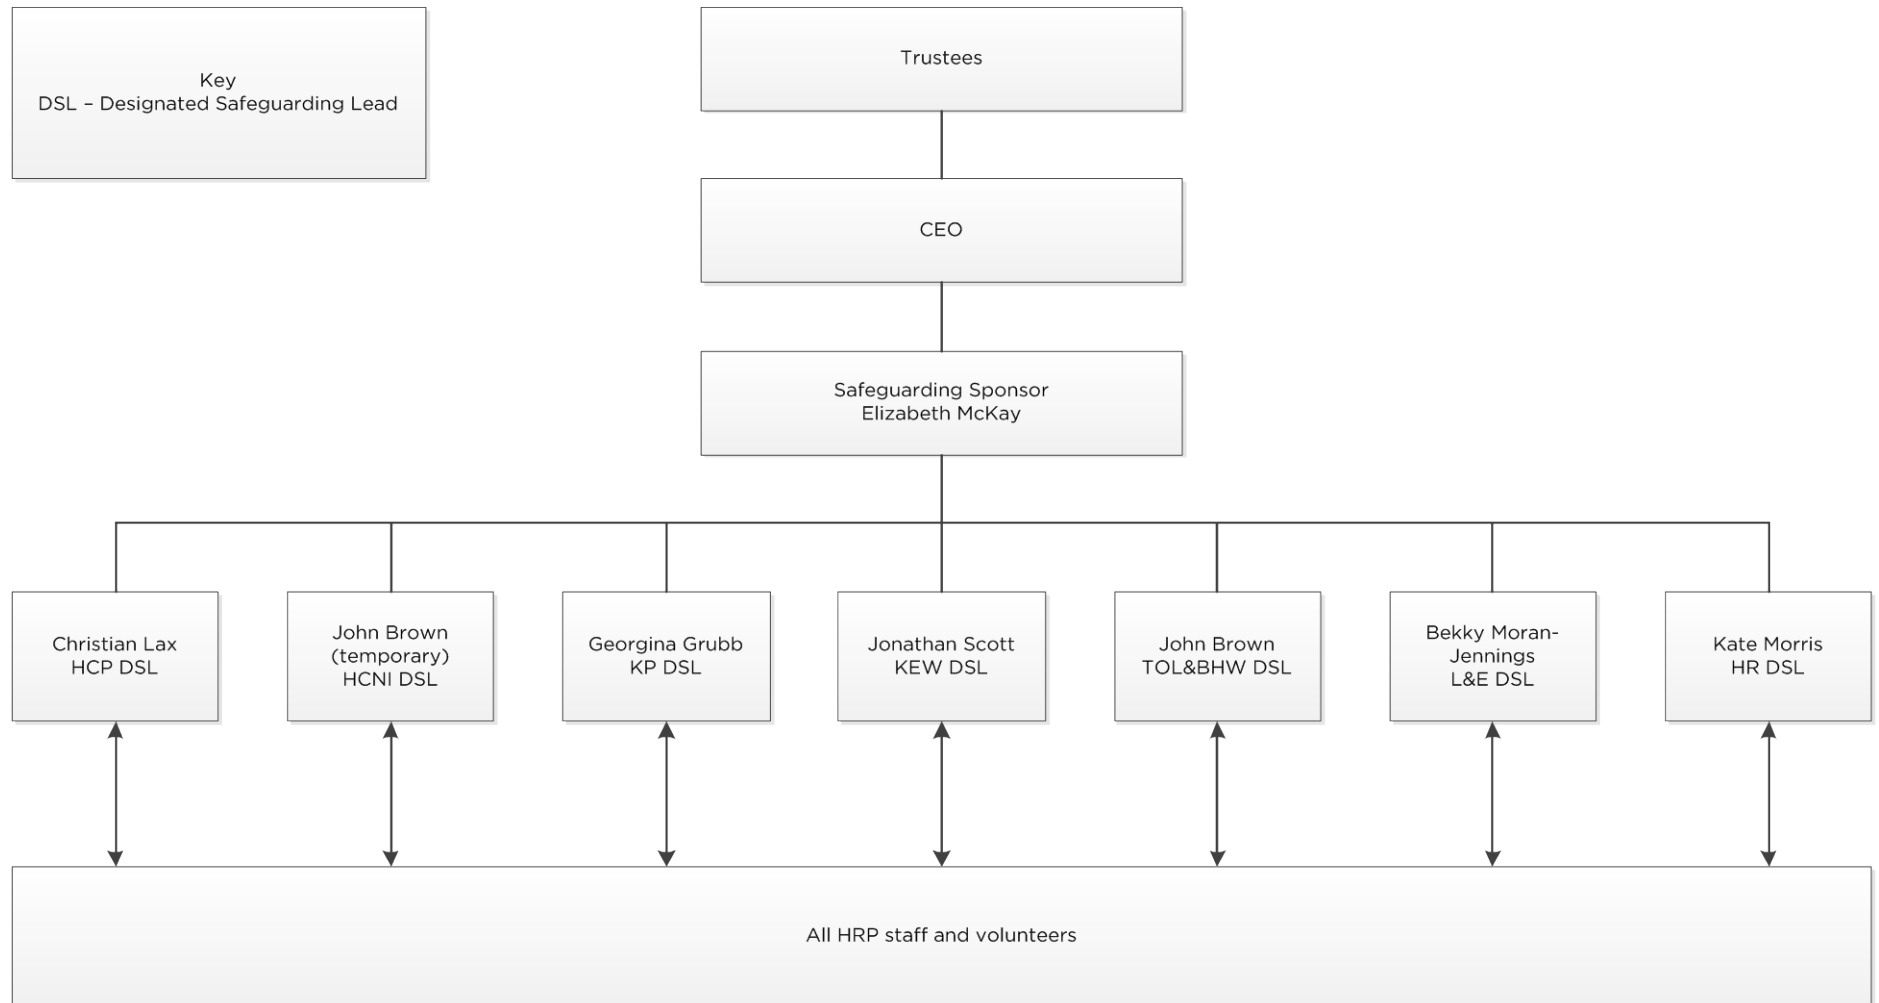 Key
DSL – Designated Safeguarding Lead
Trustees
CEO
Safeguarding Sponsor
Elizabeth McKay
Christian Lax
HCP DSL
John Brown
(temporary)
HCNI DSL
Georgina Grubb
KP DSL
Jonathan Scott
KEW DSL
John Brown
TOL&BHW DSL
Bekky Moran-
Jennings
L&E DSL
Kate Morris
HR DSL
All HRP staff and volunteers